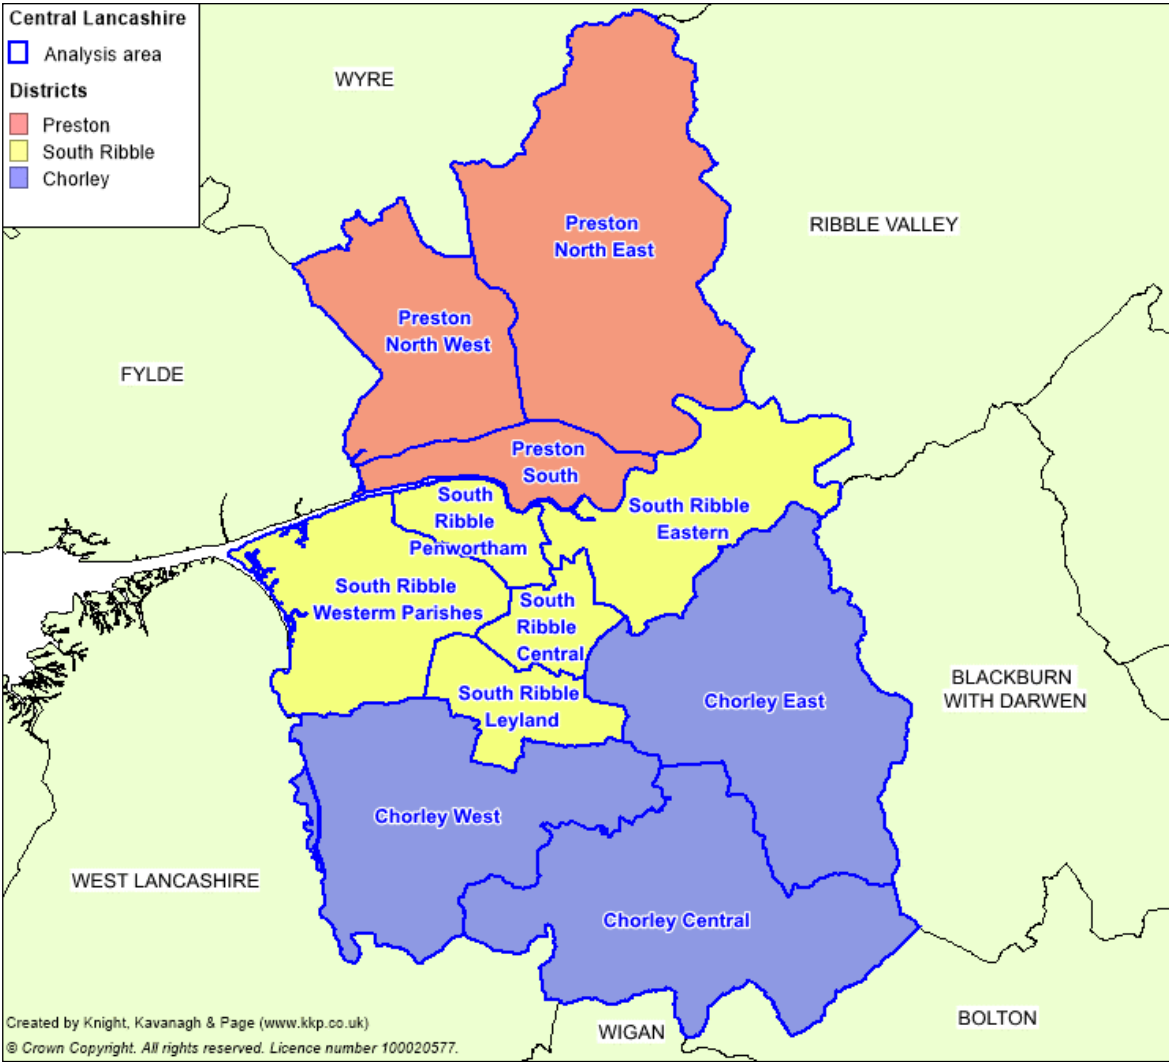 Central Lancashire
Analysis area
Districts
Preston
South Ribble
Chorley
WYRE
RIBBLE VALLEY
Preston
North East
Preston
North West
FYLDE
Preston
South
South
Ribble
Penwortham
South Ribble
Eastern
South Ribble
Westerm Parishes
South
Ribble
Central
South Ribble
Leyland
Chorley East
BLACKBURN
WITH DARWEN
Chorley West
WEST LANCASHIRE
Chorley Central
WIGAN
BOLTON
Created by Knight, Kavanagh & Page (www.kkp.co.uk)
© Crown Copyright. All rights reserved. Licence number 100020577.